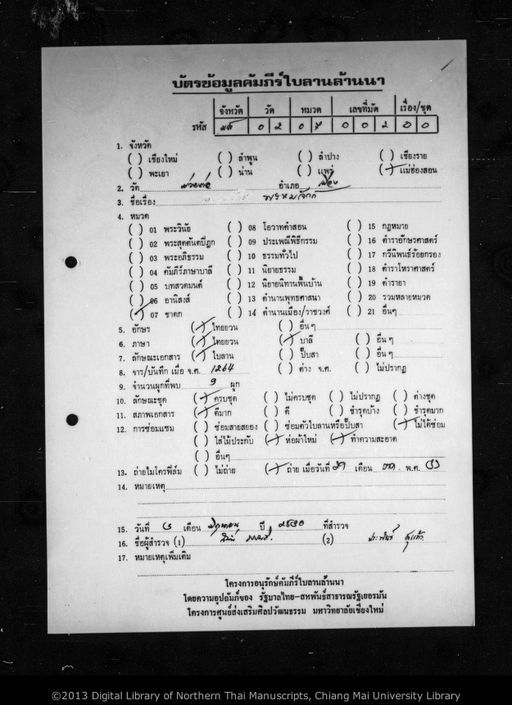 บัตรข้อมูลคัมภีร์ใบลานล้านนา
จังหวัด วัด หมวด เลขที่มัด เรื่อง/ชุด
รหัส มส 0 2 0 7 0 0 2 0 0
1. จังหวัด
( ) เชียงใหม่ ( ) ลำพูน ( ) ลำปาง ( ) เชียงราย
( ) พะเยา ( ) น่าน ( ) แพร่ ( ) แม่ฮ่องสอน
2. วัด ม่วยต่อ อำเภอ เมือง
3. ชื่อเรื่อง
4. หมวด
( ) 01 พระวินัย ( ) 08 โอวาทคำสอน ( ) 15 กฎหมาย
( ) 02 พระสุตตันตปิฎก ( ) 09 ประเพณีพิธีกรรม ( ) 16 ตำราอักษรศาสตร์
( ) 03 พระอภิธรรม ( ) 10 ธรรมทั่วไป ( ) 17 กวีนิพนธ์ร้อยกรอง
( ) 04 คัมภีร์ภาษาบาลี ( ) 11 นิยายธรรม ( ) 18 ตำราโหราศาสตร์
( ) 05 บทสวดมนต์ ( ) 12 นิยายนิทานพื้นบ้าน ( ) 19 ตำรายา
( ) 06 อานิสงส์ ( ) 13 ตำนานพุทธศาสนา ( ) 20 รวมหลายหมวด
( ) 07 ชาดก ( ) 14 ตำนานเมือง/ราชวงศ์ ( ) 21 อื่นๆ
5. อักษร ( ) ไทยยวน ( ) อื่นๆ
6. ภาษา ( ) ไทยยวน ( ) บาลี ( ) อื่นๆ
7. ลักษณะเอกสาร ( ) ใบลาน ( ) ปั๊บสา ( ) อื่นๆ
8. จาร/บันทึก เมื่อ จ.ศ. 1264 ( ) ต่าง จ.ศ. ( ) ไม่ปรากฏ
9. จำนวนผูกที่พบ 9 ผูก
10. ลักษณะชุด ( ) ครบชุด ( ) ไม่ครบชุด ( ) ไม่ปรากฏ ( ) ต่างชุด
11. สภาพเอกสาร ( ) ดีมาก ( ) ดี ( ) ชำรุดบ้าง ( ) ชำรุดมาก
12. การซ่อมแซม ( ) ซ่อมสายสยอง ( ) ซ่อมตัวใบลานหรือปั๊บสา ( ) ไม่ได้ซ่อม
( ) ใส่ไม้ประกับ ( ) ห่อผ้าใหม่ ( ) ทำความสะอาด
( ) อื่นๆ
13. ถ่ายไมโครฟิล์ม ( ) ไม่ถ่าย ( ) ถ่าย เมื่อวันที่ เดือน พ.ศ.
14. หมายเหตุ
15. วันที่ เดือน ปี ๒๕๓๐ ที่สำรวจ
16. ชื่อผู้สำรวจ (1) (2)
17. หมายเหตุเพิ่มเติม
โครงการอนุรักษ์คัมภีร์ใบลานล้านนา
โดยความอุปถัมภ์ของ รัฐบาลไทย-สหพันธ์สาธารณรัฐเยอรมัน
โครงการศูนย์ส่งเสริมศิลปวัฒนธรรม มหาวิทยาลัยเชียงใหม่
©2013 Digital Library of Northern Thai Manuscripts, Chiang Mai University Library